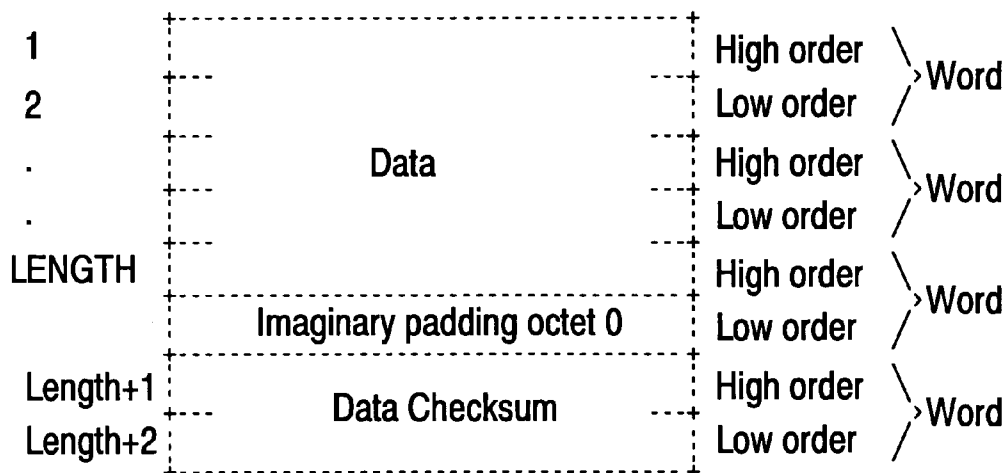 1 High order
Word
2 Low order
. Data High order
Word
. Low order
LENGTH High order
Word
Imaginary padding octet 0 Low order
Length+1 High order
Data Checksum Word
Length+2 Low order